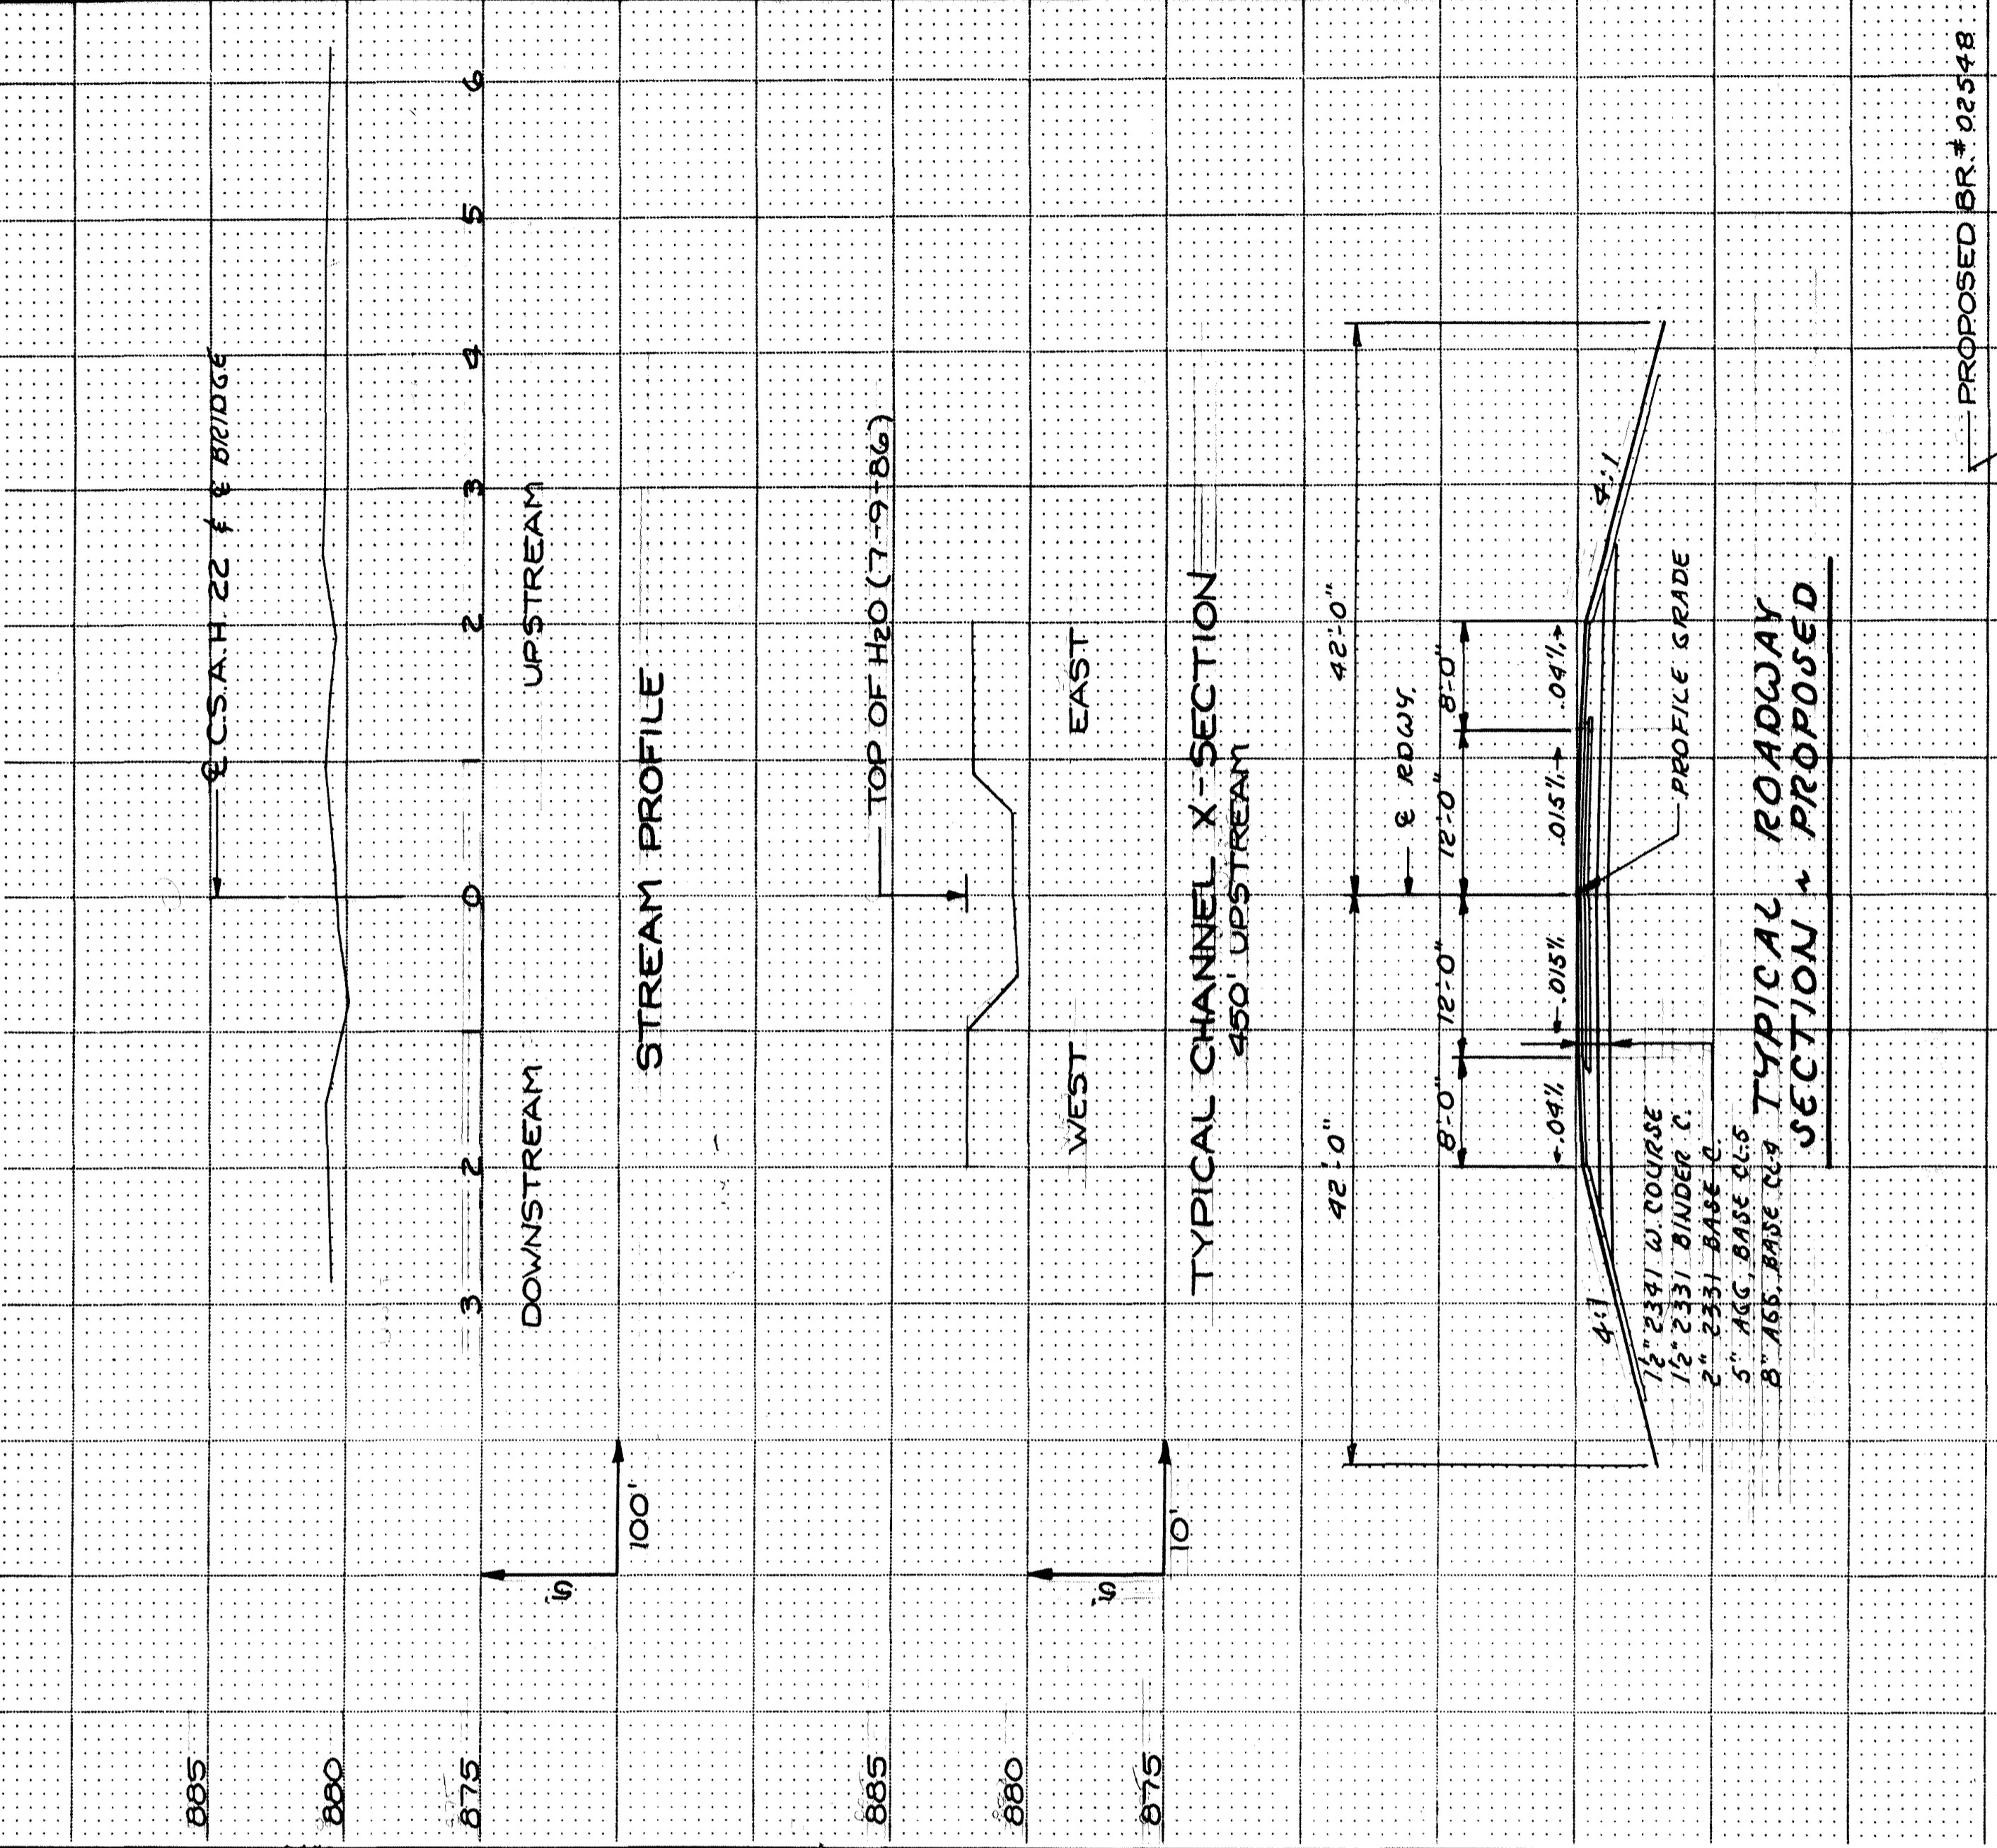 885
880
875
℄ C.S.A.H. 22 & ℄ BRIDGE
3 2 1 0 1 2 3 4 5 6
DOWNSTREAM UPSTREAM
STREAM PROFILE
5'
100'
885
880
875
TOP OF H2O (7-9-86)
WEST EAST
TYPICAL CHANNEL X-SECTION
450' UPSTREAM
5'
10'
42'-0" 42'-0"
℄ RDWY.
8'-0" 12'-0" 12'-0" 8'-0"
←.04% ←.015% .015%→ .04%→
4:1 4:1
PROFILE GRADE
1½" 2341 W. COURSE
1½" 2331 BINDER C.
2" 2331 BASE C.
5" AGG. BASE CL.5
8" AGG. BASE CL.4
TYPICAL ROADWAY
SECTION ~ PROPOSED
PROPOSED BR. # 02548